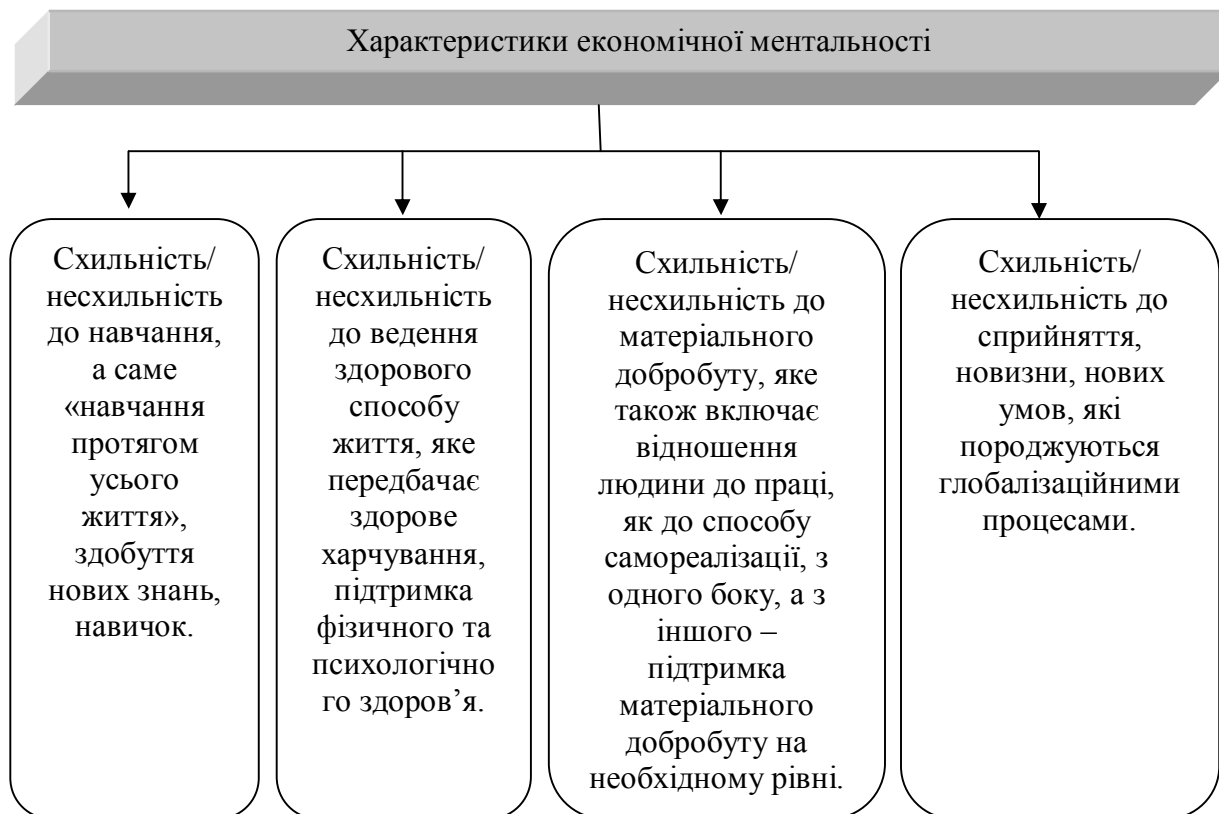 Характеристики економічної ментальності
Схильність/
несхильність
до навчання,
а саме
«навчання
протягом
усього
життя»,
здобуття
нових знань,
навичок.
Схильність/
несхильність
до ведення
здорового
способу
життя, яке
передбачає
здорове
харчування,
підтримка
фізичного та
психологічно
го здоров’я.
Схильність/
несхильність до
матеріального
добробуту, яке
також включає
відношення
людини до праці,
як до способу
самореалізації, з
одного боку, а з
іншого –
підтримка
матеріального
добробуту на
необхідному рівні.
Схильність/
несхильність до
сприйняття,
новизни, нових
умов, які
породжуються
глобалізаційними
процесами.